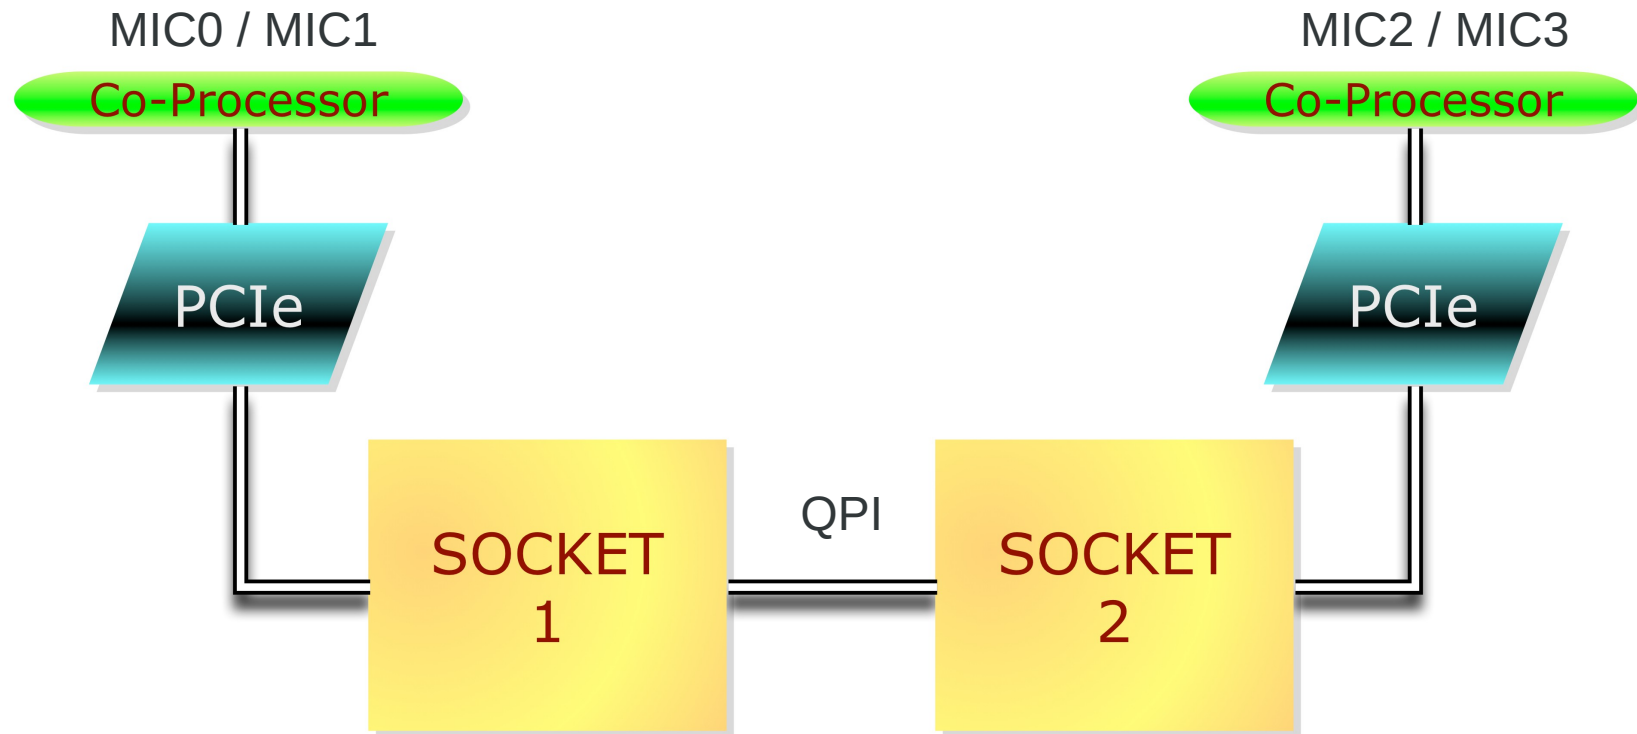 MIC0 / MIC1
MIC2 / MIC3
Co-Processor
Co-Processor
PCIe
PCIe
QPI
SOCKET
1
SOCKET
2